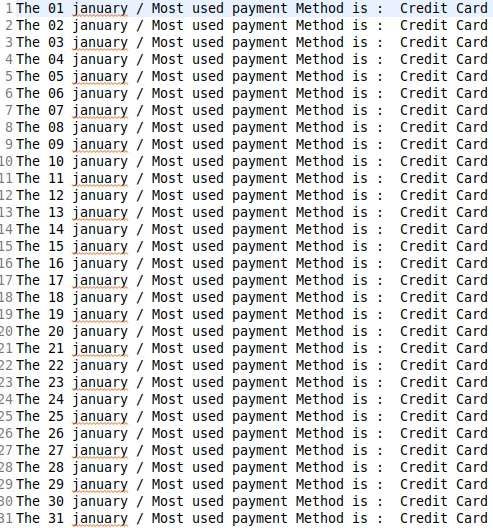 1 The 01 january / Most used payment Method is :  Credit Card
2 The 02 january / Most used payment Method is :  Credit Card
3 The 03 january / Most used payment Method is :  Credit Card
4 The 04 january / Most used payment Method is :  Credit Card
5 The 05 january / Most used payment Method is :  Credit Card
6 The 06 january / Most used payment Method is :  Credit Card
7 The 07 january / Most used payment Method is :  Credit Card
8 The 08 january / Most used payment Method is :  Credit Card
9 The 09 january / Most used payment Method is :  Credit Card
10 The 10 january / Most used payment Method is :  Credit Card
11 The 11 january / Most used payment Method is :  Credit Card
12 The 12 january / Most used payment Method is :  Credit Card
13 The 13 january / Most used payment Method is :  Credit Card
14 The 14 january / Most used payment Method is :  Credit Card
15 The 15 january / Most used payment Method is :  Credit Card
16 The 16 january / Most used payment Method is :  Credit Card
17 The 17 january / Most used payment Method is :  Credit Card
18 The 18 january / Most used payment Method is :  Credit Card
19 The 19 january / Most used payment Method is :  Credit Card
20 The 20 january / Most used payment Method is :  Credit Card
21 The 21 january / Most used payment Method is :  Credit Card
22 The 22 january / Most used payment Method is :  Credit Card
23 The 23 january / Most used payment Method is :  Credit Card
24 The 24 january / Most used payment Method is :  Credit Card
25 The 25 january / Most used payment Method is :  Credit Card
26 The 26 january / Most used payment Method is :  Credit Card
27 The 27 january / Most used payment Method is :  Credit Card
28 The 28 january / Most used payment Method is :  Credit Card
29 The 29 january / Most used payment Method is :  Credit Card
30 The 30 january / Most used payment Method is :  Credit Card
31 The 31 january / Most used payment Method is :  Credit Card